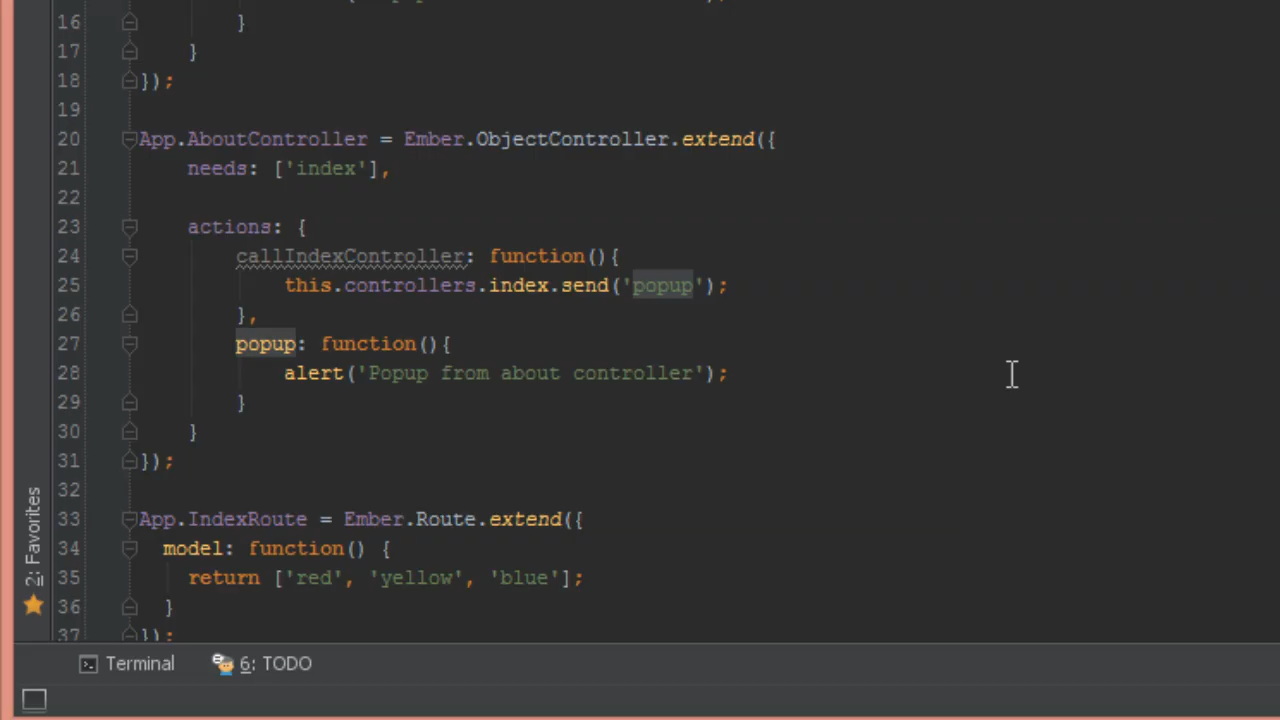 16 }
17 }
18 });
19
20 App.AboutController = Ember.ObjectController.extend({
21 needs: ['index'],
22
23 actions: {
24 callIndexController: function(){
25 this.controllers.index.send('popup');
26 },
27 popup: function(){
28 alert('Popup from about controller');
29 }
30 }
31 });
32
33 App.IndexRoute = Ember.Route.extend({
34 model: function() {
35 return ['red', 'yellow', 'blue'];
36 }
37 });
2: Favorites
Terminal 6: TODO